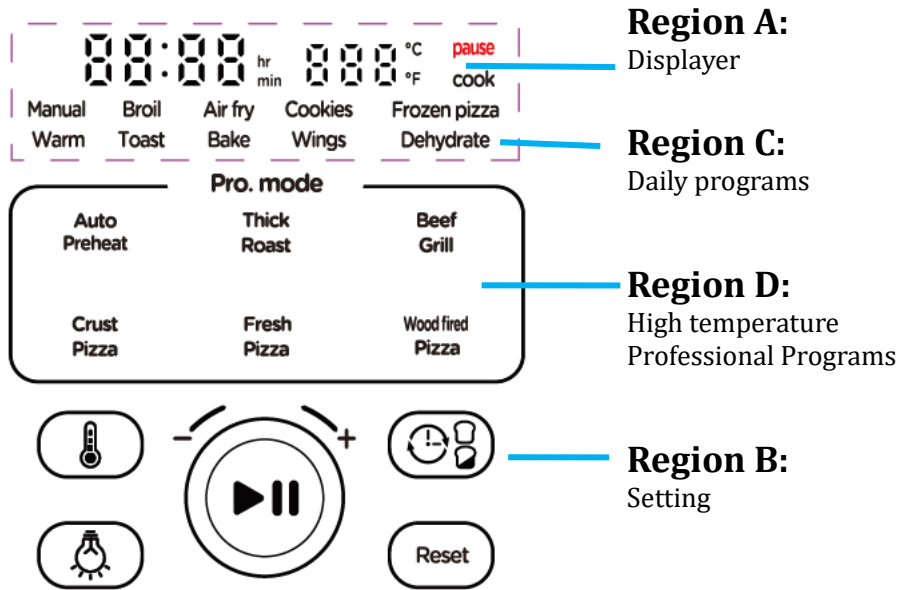 Region A:
Displayer
88:88 hr min 888 °C °F pause cook
Manual Broil Air fry Cookies Frozen pizza
Warm Toast Bake Wings Dehydrate
Region C:
Daily programs
Pro. mode
Auto Preheat
Thick Roast
Beef Grill
Crust Pizza
Fresh Pizza
Wood fired Pizza
Region D:
High temperature
Professional Programs
- +
Region B:
Setting
Reset